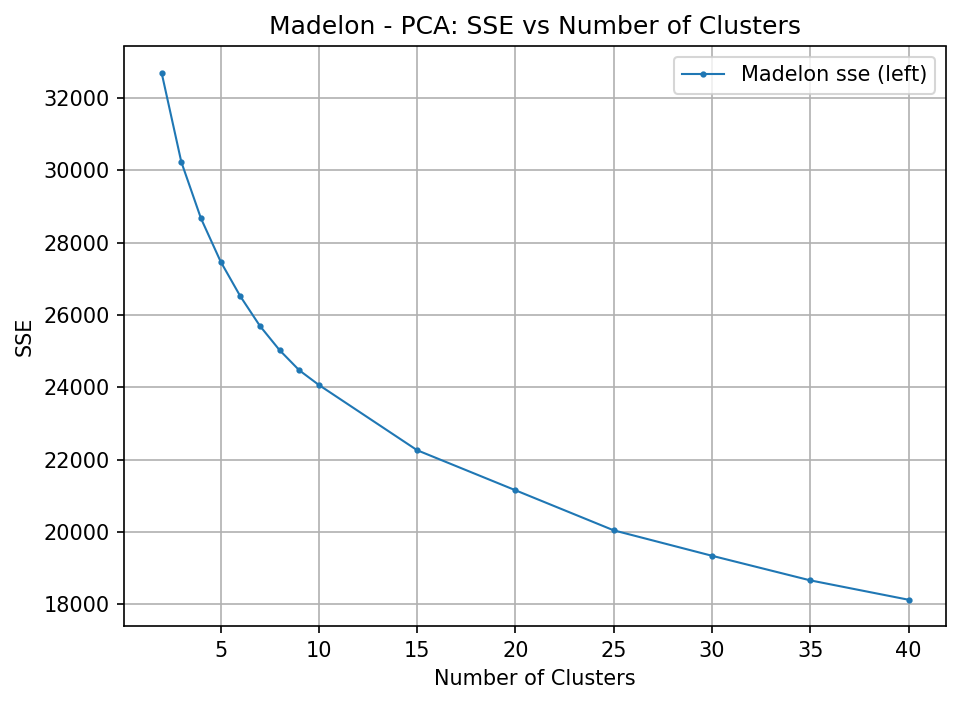 Madelon - PCA: SSE vs Number of Clusters
Madelon sse (left)
32000
30000
28000
26000
24000
22000
20000
18000
SSE
5 10 15 20 25 30 35 40
Number of Clusters